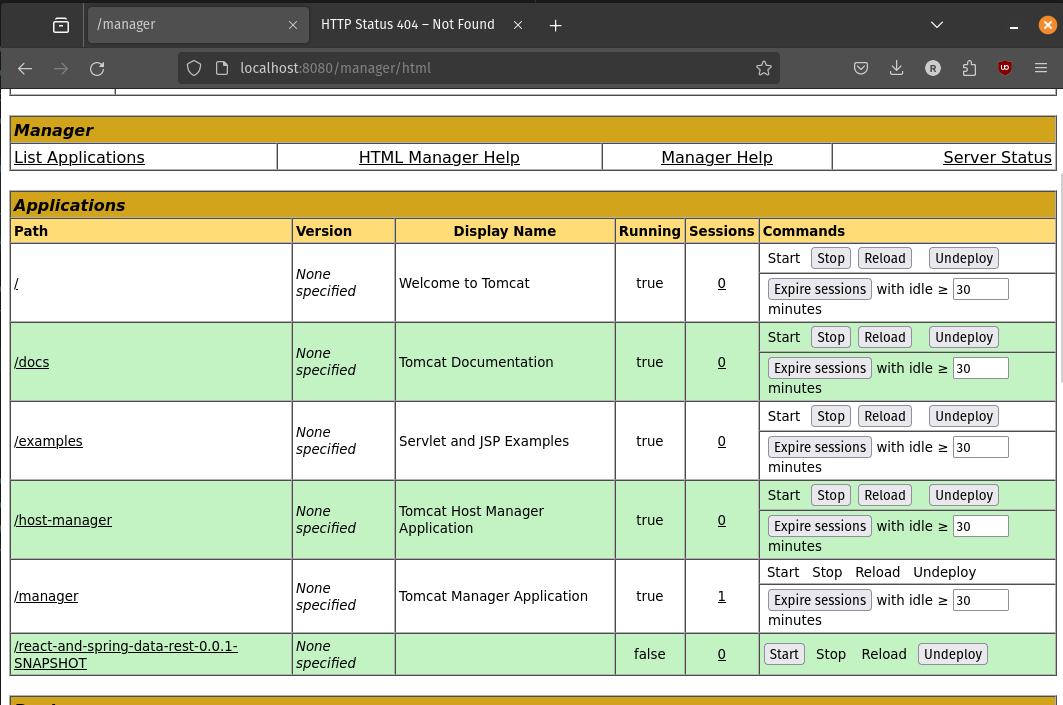 /manager
HTTP Status 404 – Not Found
localhost:8080/manager/html
R
Manager
List Applications HTML Manager Help Manager Help Server Status
Applications
Path Version Display Name Running Sessions Commands
/ None specified Welcome to Tomcat true 0 Start Stop Reload Undeploy
Expire sessions with idle ≥ 30 minutes
/docs None specified Tomcat Documentation true 0 Start Stop Reload Undeploy
Expire sessions with idle ≥ 30 minutes
/examples None specified Servlet and JSP Examples true 0 Start Stop Reload Undeploy
Expire sessions with idle ≥ 30 minutes
/host-manager None specified Tomcat Host Manager Application true 0 Start Stop Reload Undeploy
Expire sessions with idle ≥ 30 minutes
/manager None specified Tomcat Manager Application true 1 Start Stop Reload Undeploy
Expire sessions with idle ≥ 30 minutes
/react-and-spring-data-rest-0.0.1-SNAPSHOT None specified false 0 Start Stop Reload Undeploy